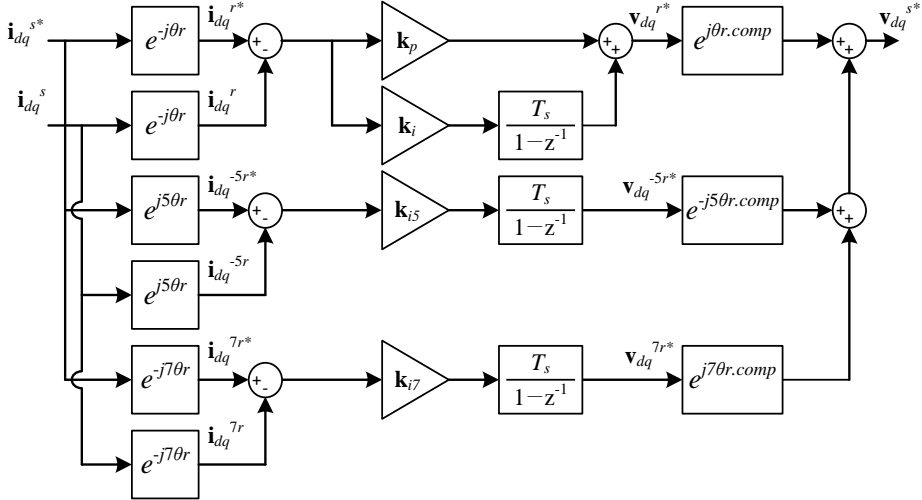 i_dq^s*
e^-jθr
i_dq^r*
+ -
k_p
+ +
v_dq^r*
e^jθr.comp
+ +
v_dq^s*
i_dq^s
e^-jθr
i_dq^r
k_i
T_s
1−z^-1
e^j5θr
i_dq^-5r*
+ -
k_i5
T_s
1−z^-1
v_dq^-5r*
e^-j5θr.comp
+ +
e^j5θr
i_dq^-5r
e^-j7θr
i_dq^7r*
+ -
k_i7
T_s
1−z^-1
v_dq^7r*
e^j7θr.comp
e^-j7θr
i_dq^7r